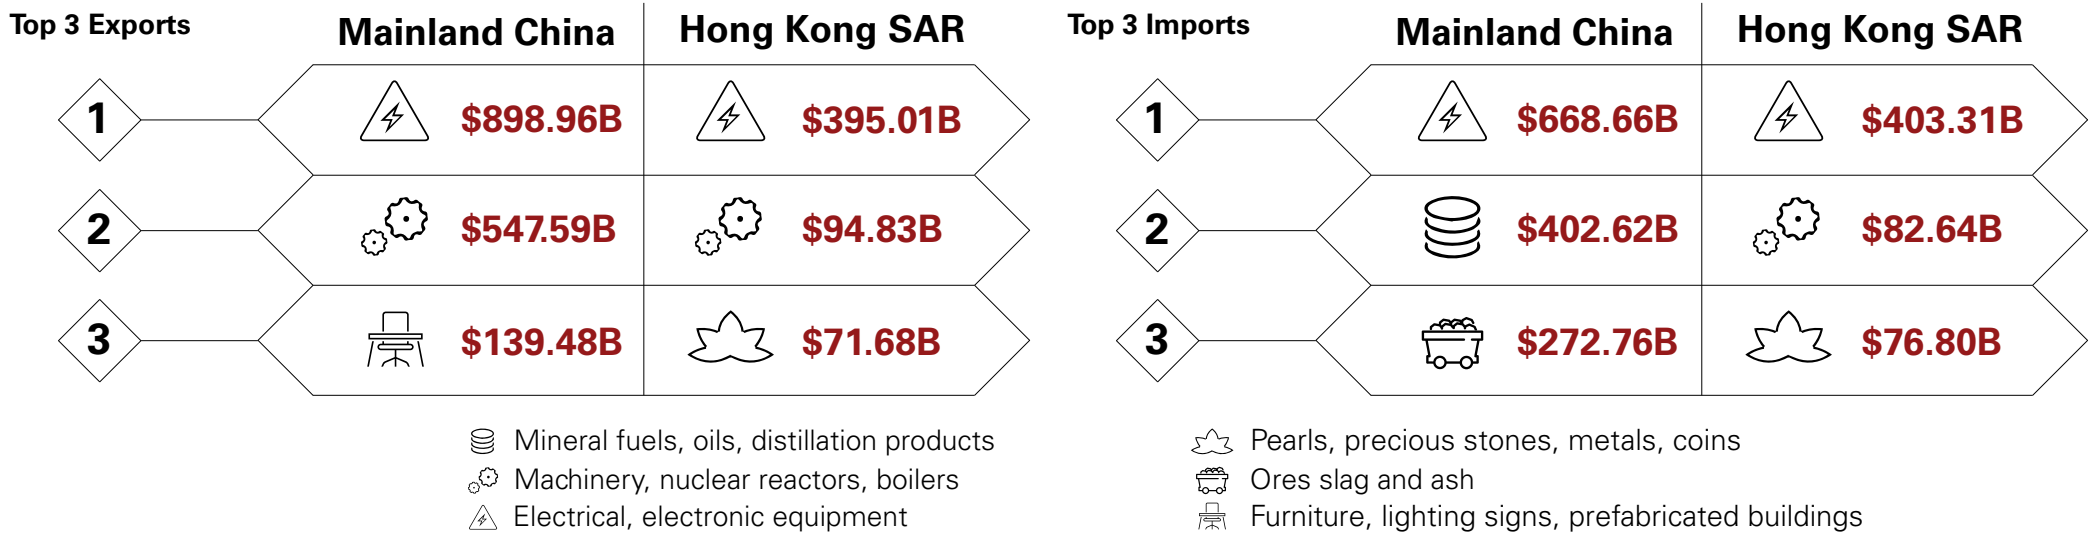 Top 3 Exports
Mainland China
Hong Kong SAR
1
$898.96B
$395.01B
2
$547.59B
$94.83B
3
$139.48B
$71.68B
Top 3 Imports
Mainland China
Hong Kong SAR
1
$668.66B
$403.31B
2
$402.62B
$82.64B
3
$272.76B
$76.80B
Mineral fuels, oils, distillation products
Machinery, nuclear reactors, boilers
Electrical, electronic equipment
Pearls, precious stones, metals, coins
Ores slag and ash
Furniture, lighting signs, prefabricated buildings